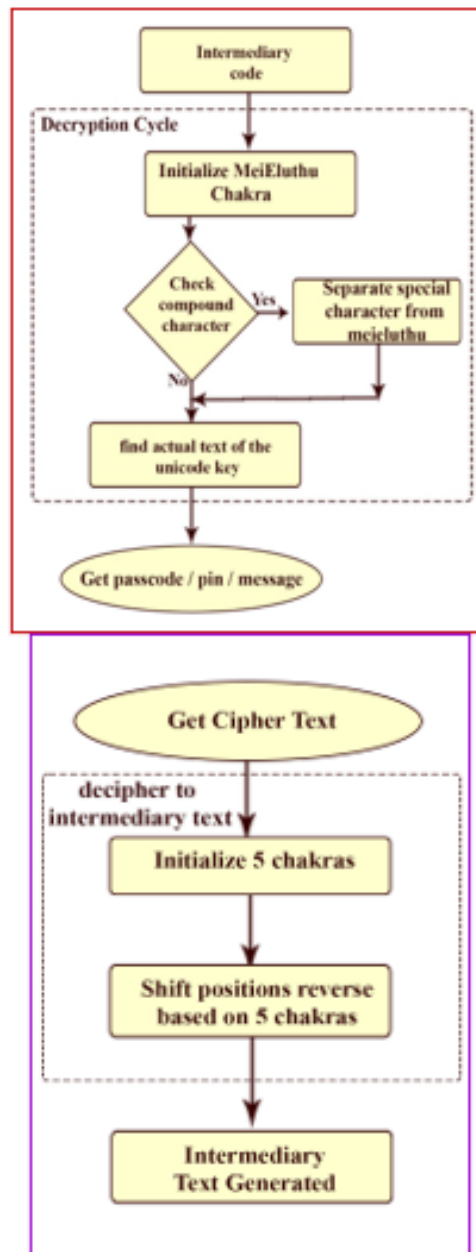 Intermediary
code
Decryption Cycle
Initialize MeiEluthu
Chakra
Check
compound
character
Yes
Separate special
character from
meieluthu
No
find actual text of the
unicode key
Get passcode / pin / message
Get Cipher Text
decipher to
intermediary text
Initialize 5 chakras
Shift positions reverse
based on 5 chakras
Intermediary
Text Generated